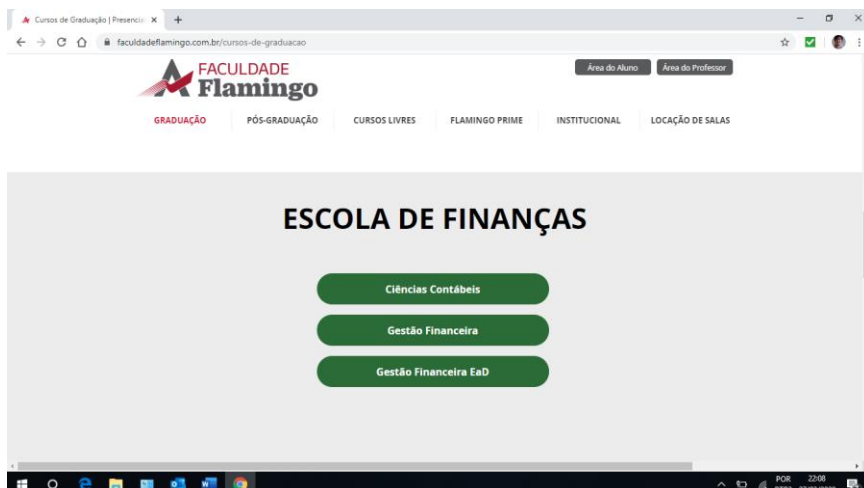 Cursos de Graduação | Presencia
faculdadeflamingo.com.br/cursos-de-graduacao
FACULDADE
Flamingo
Área do Aluno
Área do Professor
GRADUAÇÃO
PÓS-GRADUAÇÃO
CURSOS LIVRES
FLAMINGO PRIME
INSTITUCIONAL
LOCAÇÃO DE SALAS
ESCOLA DE FINANÇAS
Ciências Contábeis
Gestão Financeira
Gestão Financeira EaD
POR
22:08